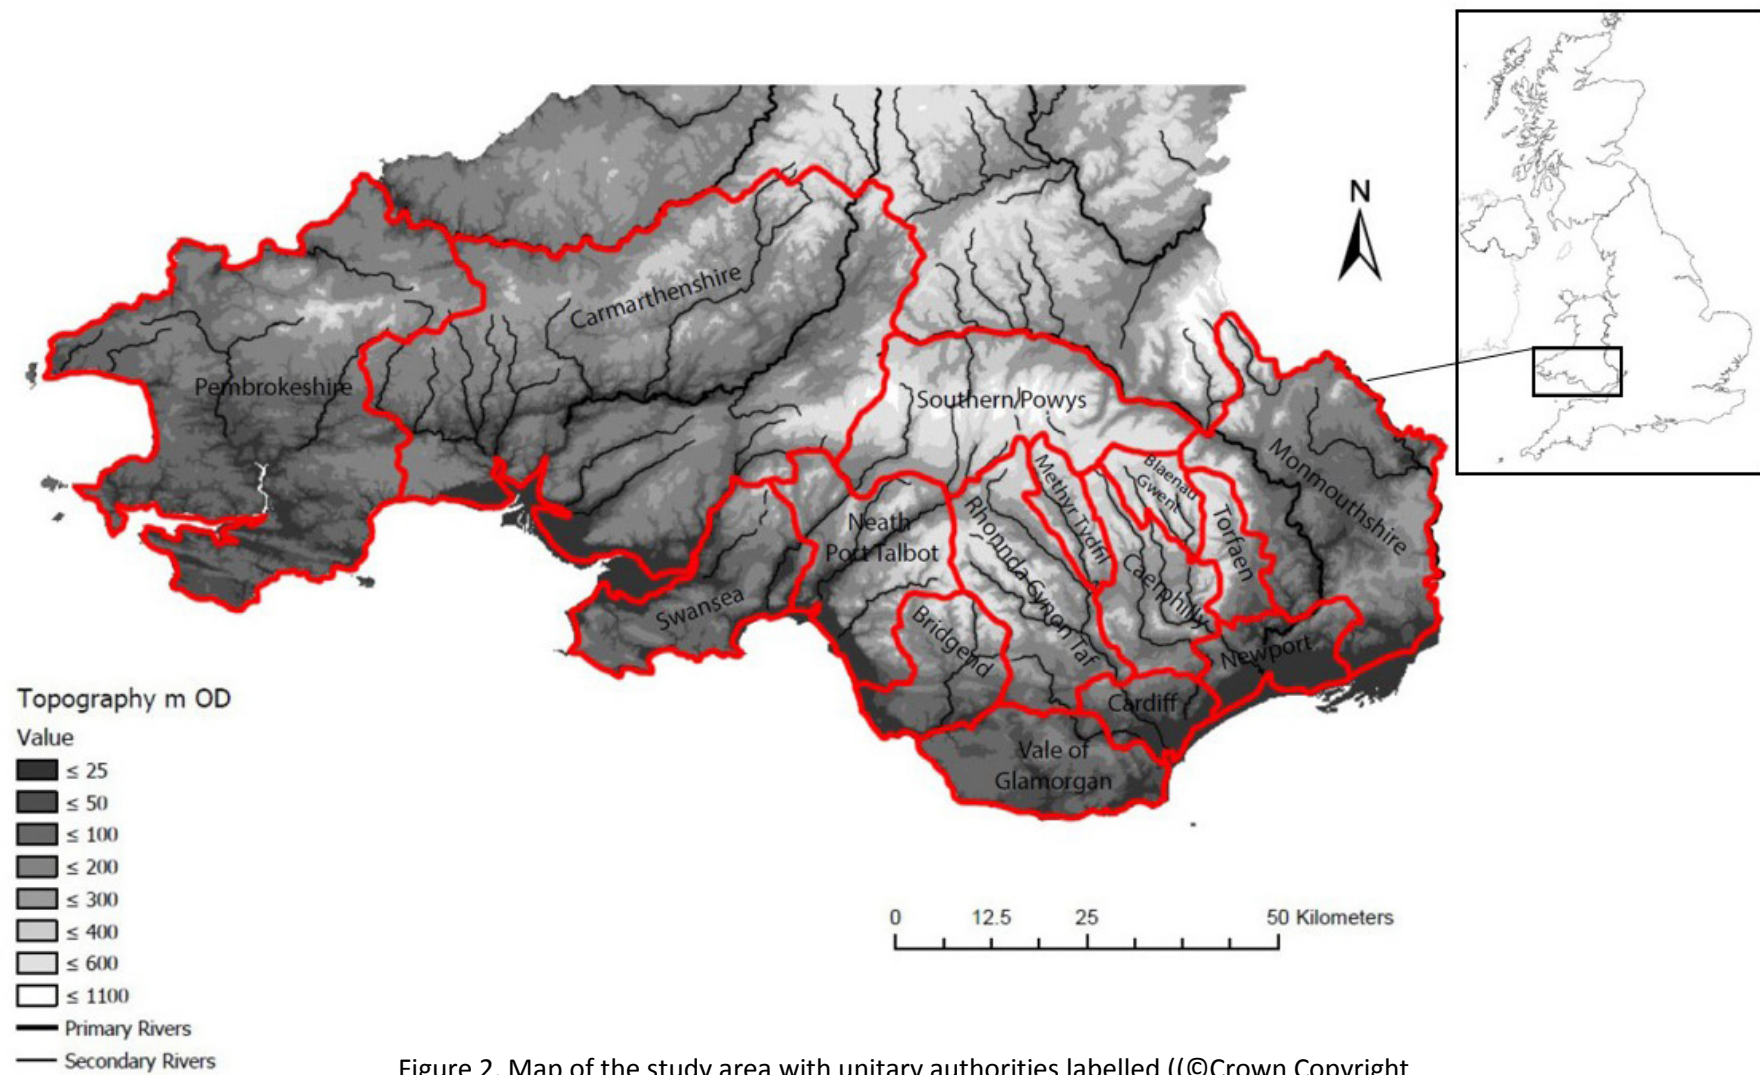 N
Carmarthenshire
Pembrokeshire
Southern Powys
Monmouthshire
Blaenau
Gwent
Methyr Tydhil
Torfaen
Neath
Port Talbot
Rhonnda Cynon Taf
Caerphilly
Swansea
Bridgend
Newport
Cardiff
Vale of
Glamorgan
Topography m OD
Value
≤ 25
≤ 50
≤ 100
≤ 200
≤ 300
≤ 400
≤ 600
≤ 1100
Primary Rivers
Secondary Rivers
0 12.5 25 50 Kilometers
Figure 2. Map of the study area with unitary authorities labelled ((©Crown Copyright